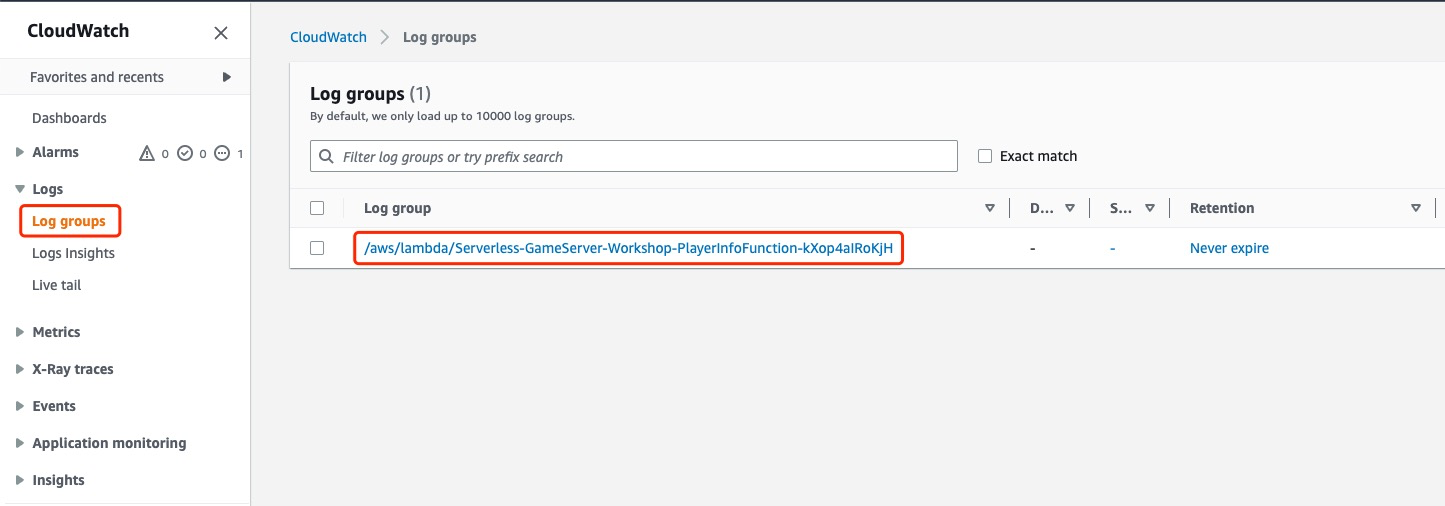 CloudWatch
Favorites and recents
Dashboards
Alarms 0 0 1
Logs
Log groups
Logs Insights
Live tail
Metrics
X-Ray traces
Events
Application monitoring
Insights
CloudWatch Log groups
Log groups (1)
By default, we only load up to 10000 log groups.
Filter log groups or try prefix search
Exact match
Log group D... S... Retention
/aws/lambda/Serverless-GameServer-Workshop-PlayerInfoFunction-kXop4aIRoKjH - - Never expire